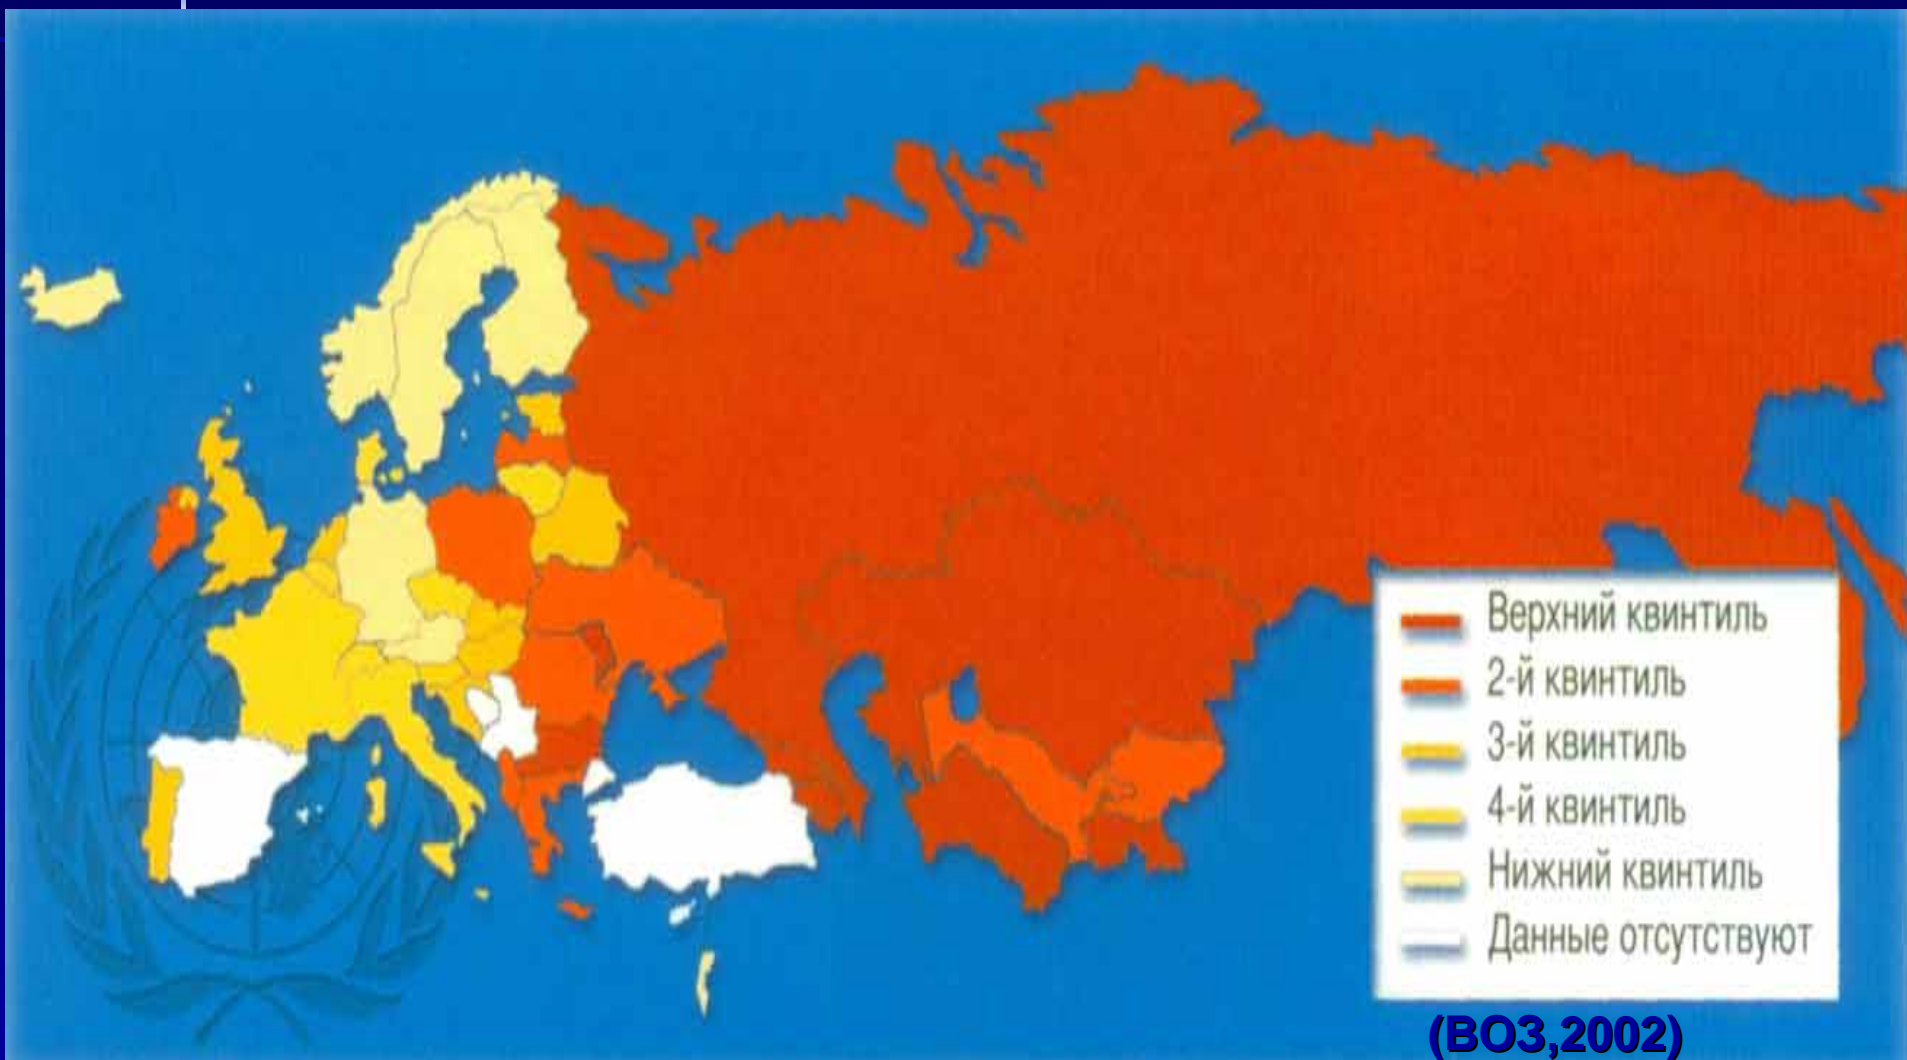 Верхний квинтиль
2-й квинтиль
3-й квинтиль
4-й квинтиль
Нижний квинтиль
Данные отсутствуют
(ВОЗ,2002)